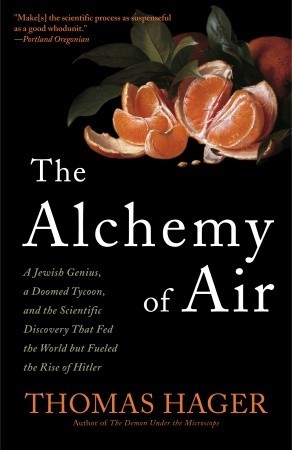 "Make[s] the scientific process as suspenseful
as a good whodunit."
—Portland Oregonian
The
Alchemy
of Air
A Jewish Genius,
a Doomed Tycoon,
and the Scientific
Discovery That Fed
the World but Fueled
the Rise of Hitler
THOMAS HAGER
Author of The Demon Under the Microscope